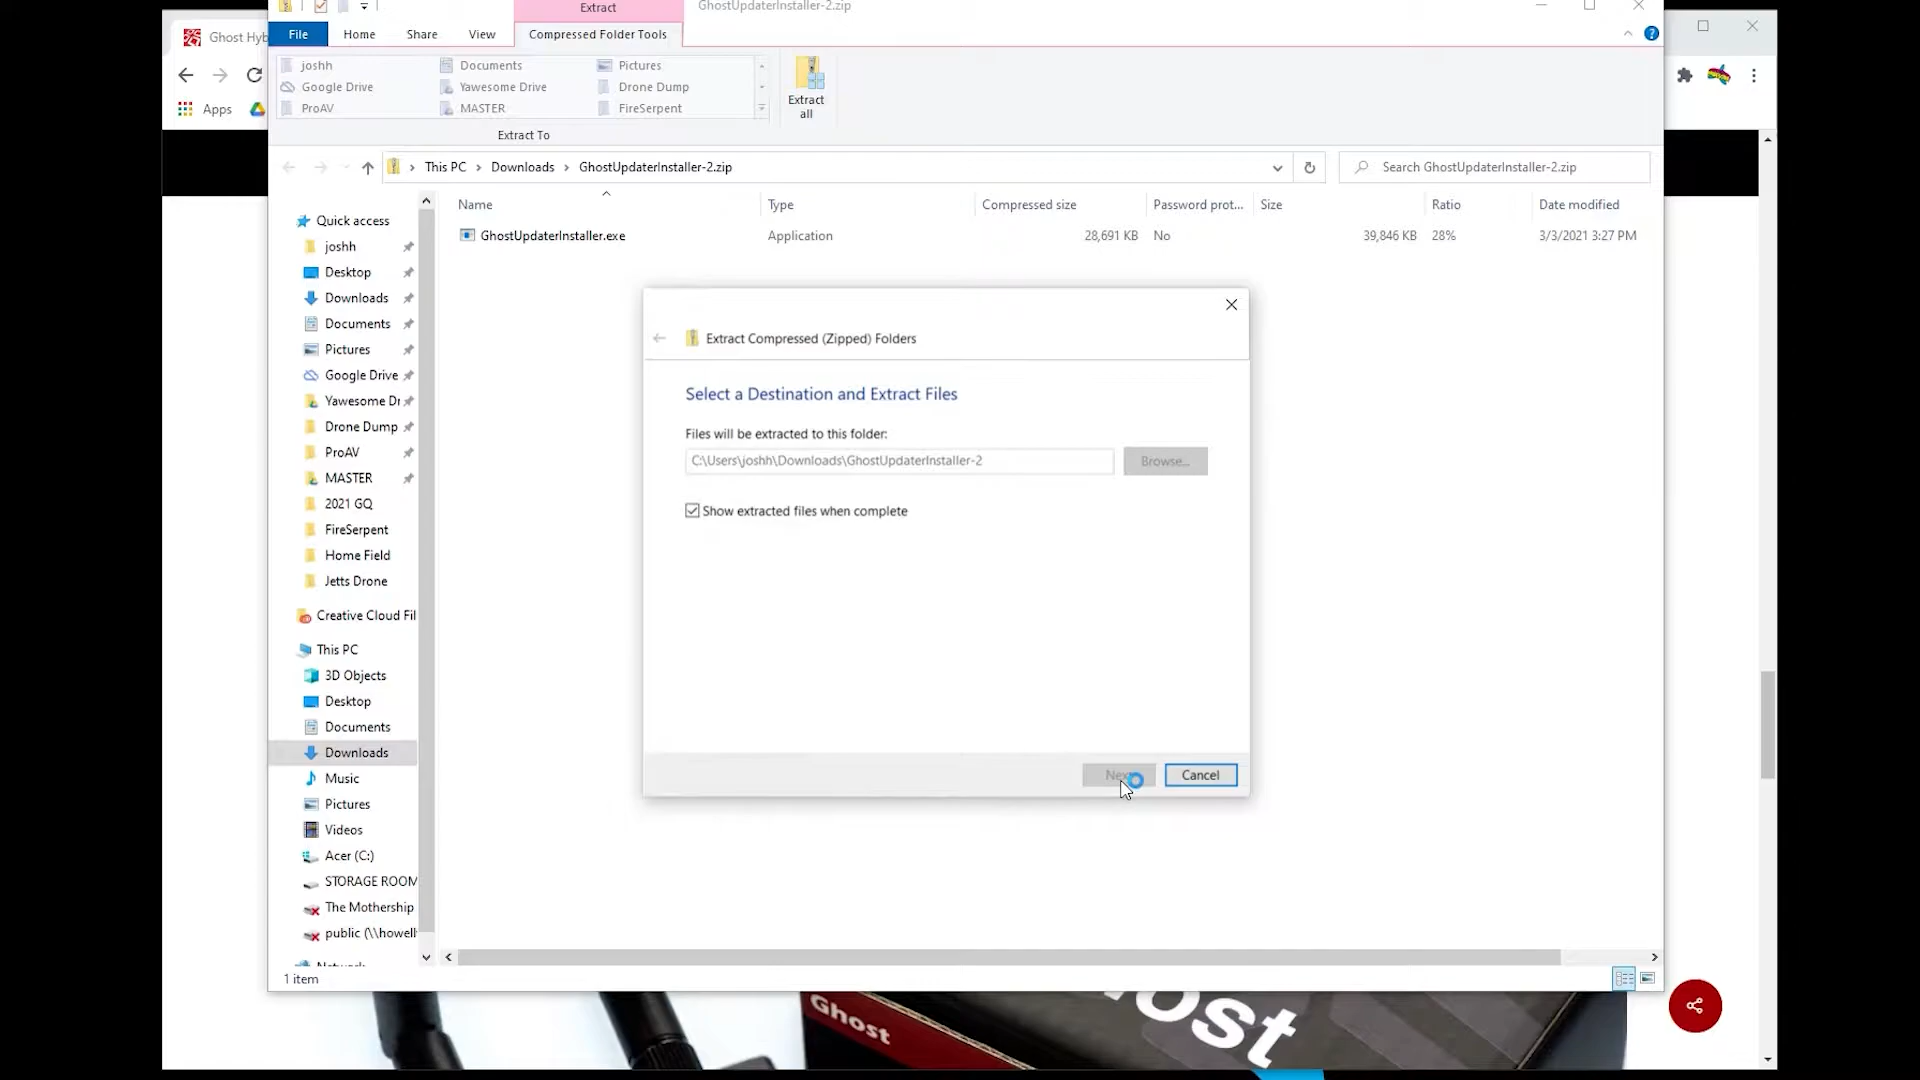 Extract
GhostUpdaterInstaller-2.zip
Ghost Hyb
File
Home
Share
View
Compressed Folder Tools
joshh
Documents
Pictures
Google Drive
Yawesome Drive
Drone Dump
ProAV
MASTER
FireSerpent
Extract
all
Extract To
Apps
This PC
Downloads
GhostUpdaterInstaller-2.zip
Search GhostUpdaterInstaller-2.zip
Name
Type
Compressed size
Password prot...
Size
Ratio
Date modified
GhostUpdaterInstaller.exe
Application
28,691 KB
No
39,846 KB
28%
3/3/2021 3:27 PM
Quick access
joshh
Desktop
Downloads
Documents
Pictures
Google Drive
Yawesome Dr
Drone Dump
ProAV
MASTER
2021 GQ
FireSerpent
Home Field
Jetts Drone
Creative Cloud Fil
This PC
3D Objects
Desktop
Documents
Downloads
Music
Pictures
Videos
Acer (C:)
STORAGE ROOM
The Mothership
public (\\howell
Extract Compressed (Zipped) Folders
Select a Destination and Extract Files
Files will be extracted to this folder:
C:\Users\joshh\Downloads\GhostUpdaterInstaller-2
Browse...
Show extracted files when complete
Cancel
1 item
Ghost